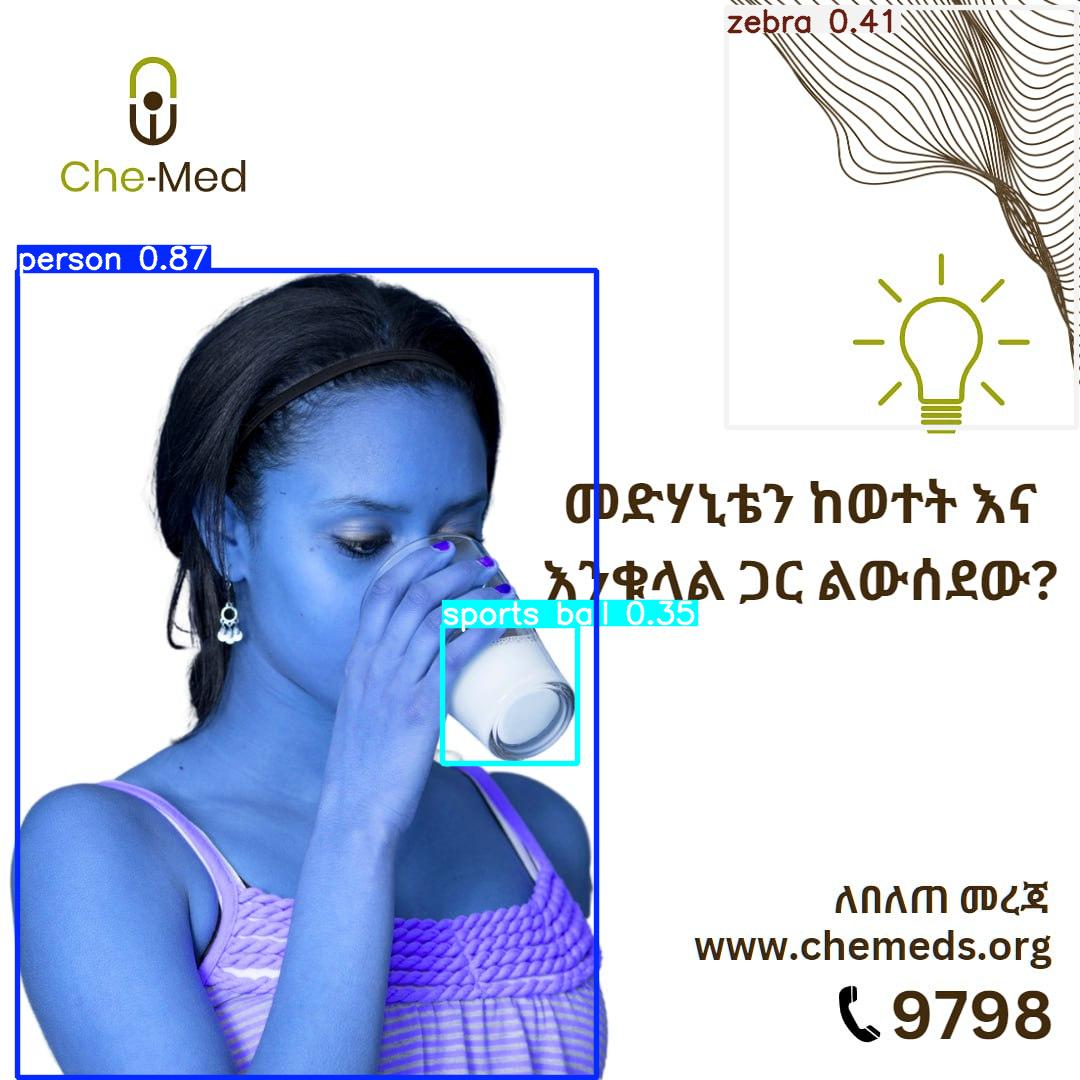 zebra 0.41
Che-Med
person 0.87
መድሃኒቴን ከወተት እና
እንቁላል ጋር ልውሰደው?
sports ball 0.35
ለበለጠ መረጃ
www.chemeds.org
9798